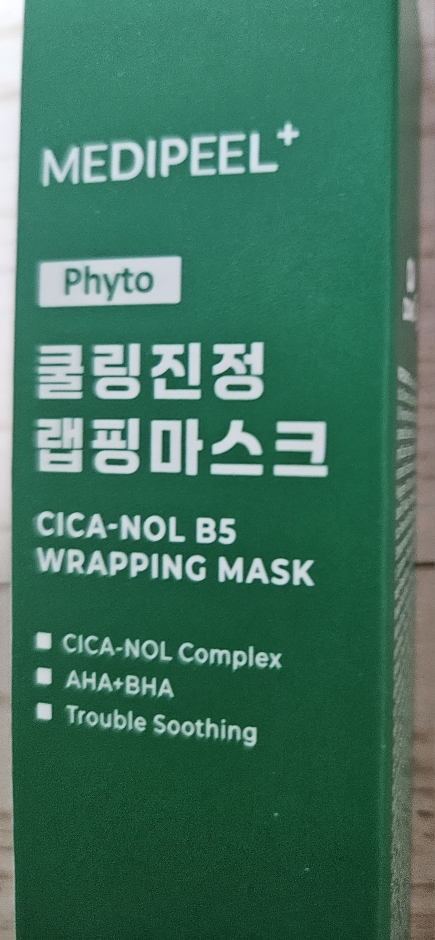 MEDIPEEL+
Phyto
쿨링진정
랩핑마스크
CICA-NOL B5
WRAPPING MASK
CICA-NOL Complex
AHA+BHA
Trouble Soothing